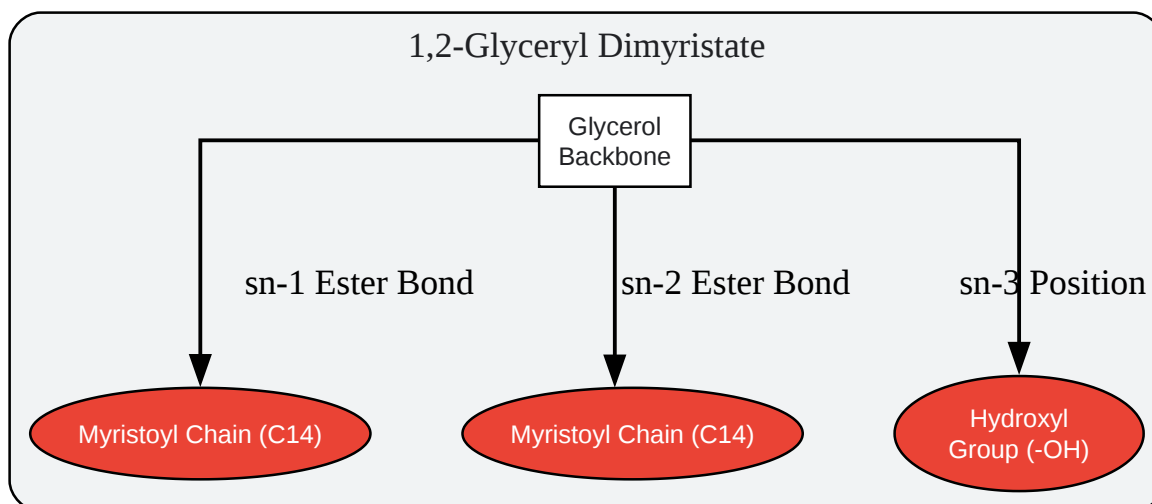 1,2-Glyceryl Dimyristate
Glycerol
Backbone
sn-1 Ester Bond
sn-2 Ester Bond
sn-3 Position
Myristoyl Chain (C14)
Myristoyl Chain (C14)
Hydroxyl
Group (-OH)